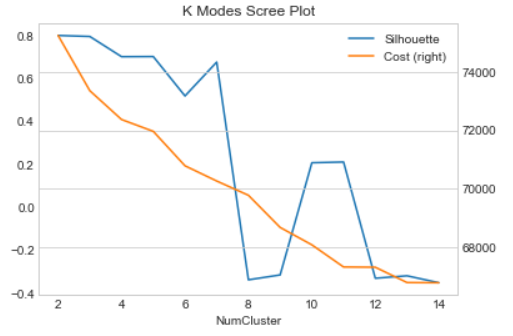 K Modes Scree Plot
Silhouette
Cost (right)
0.8
0.6
0.4
0.2
0.0
−0.2
−0.4
74000
72000
70000
68000
2 4 6 8 10 12 14
NumCluster